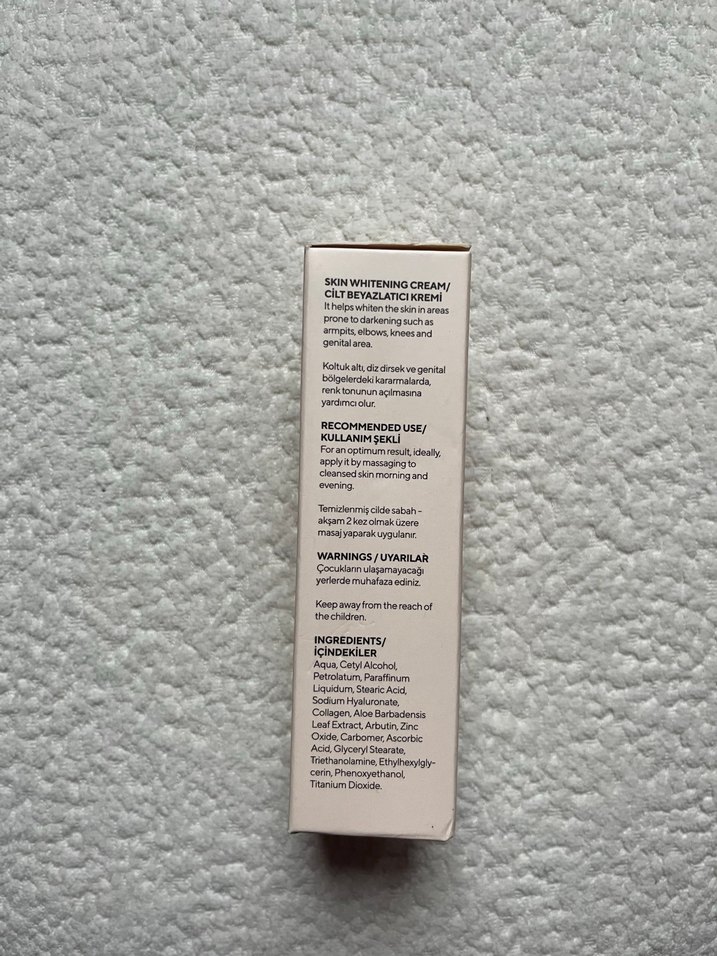 SKIN WHITENING CREAM/
CİLT BEYAZLATICI KREMİ
It helps whiten the skin in areas
prone to darkening such as
armpits, elbows, knees and
genital area.
Koltuk altı, diz dirsek ve genital
bölgelerdeki kararmalarda,
renk tonunun açılmasına
yardımcı olur.
RECOMMENDED USE/
KULLANIM ŞEKLİ
For an optimum result, ideally,
apply it by massaging to
cleansed skin morning and
evening.
Temizlenmiş cilde sabah -
akşam 2 kez olmak üzere
masaj yaparak uygulanır.
WARNINGS / UYARILAR
Çocukların ulaşamayacağı
yerlerde muhafaza ediniz.
Keep away from the reach of
the children.
INGREDIENTS/
İÇİNDEKİLER
Aqua, Cetyl Alcohol,
Petrolatum, Paraffinum
Liquidum, Stearic Acid,
Sodium Hyaluronate,
Collagen, Aloe Barbadensis
Leaf Extract, Arbutin, Zinc
Oxide, Carbomer, Ascorbic
Acid, Glyceryl Stearate,
Triethanolamine, Ethylhexylgly-
cerin, Phenoxyethanol,
Titanium Dioxide.